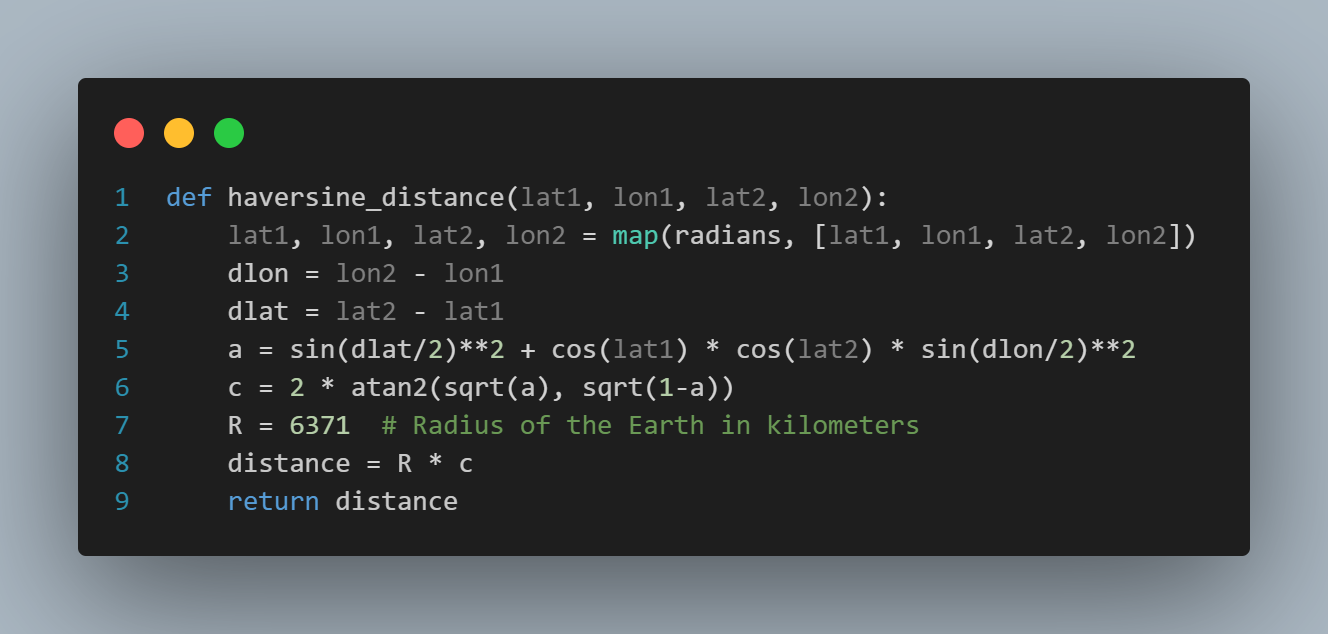 1 def haversine_distance(lat1, lon1, lat2, lon2):
2     lat1, lon1, lat2, lon2 = map(radians, [lat1, lon1, lat2, lon2])
3     dlon = lon2 - lon1
4     dlat = lat2 - lat1
5     a = sin(dlat/2)**2 + cos(lat1) * cos(lat2) * sin(dlon/2)**2
6     c = 2 * atan2(sqrt(a), sqrt(1-a))
7     R = 6371  # Radius of the Earth in kilometers
8     distance = R * c
9     return distance